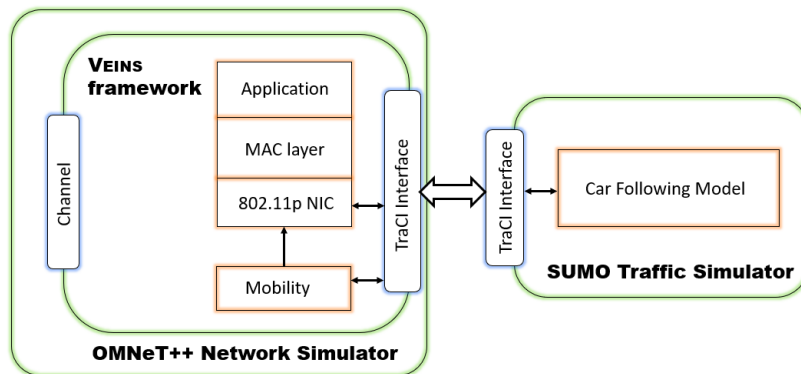 VEINS
framework
Application
MAC layer
802.11p NIC
Mobility
Channel
TraCI Interface
OMNeT++ Network Simulator
TraCI Interface
Car Following Model
SUMO Traffic Simulator